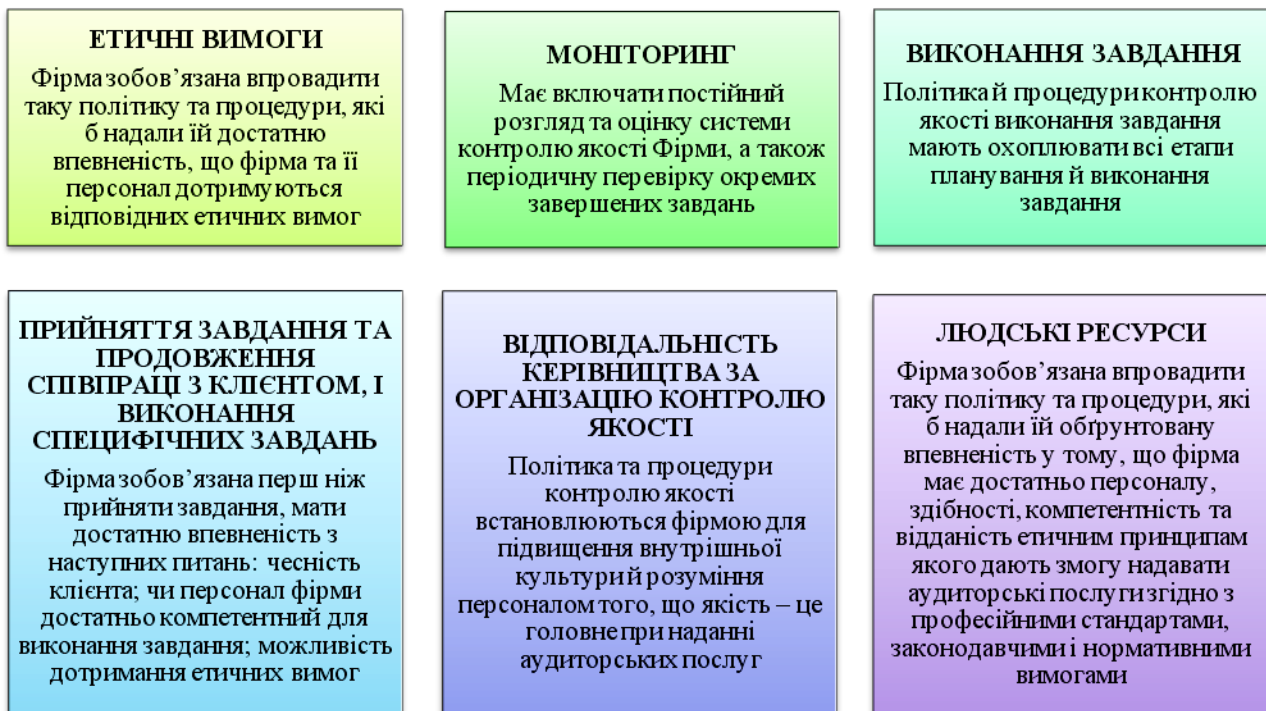 ЕТИЧНІ ВИМОГИ
Фірма зобов’язана впровадити
таку політику та процедури, які
б надали їй достатню
впевненість, що фірма та її
персонал дотримуються
відповідних етичних вимог
МОНІТОРИНГ
Має включати постійний
розгляд та оцінку системи
контролю якості Фірми, а також
періодичну перевірку окремих
завершених завдань
ВИКОНАННЯ ЗАВДАННЯ
Політика й процедури контролю
якості виконання завдання
мають охоплювати всі етапи
планування й виконання
завдання
ПРИЙНЯТТЯ ЗАВДАННЯ ТА
ПРОДОВЖЕННЯ
СПІВПРАЦІ З КЛІЄНТОМ, І
ВИКОНАННЯ
СПЕЦИФІЧНИХ ЗАВДАНЬ
Фірма зобов’язана перш ніж
прийняти завдання, мати
достатню впевненість з
наступних питань: чесність
клієнта; чи персонал фірми
достатньо компетентний для
виконання завдання; можливість
дотримання етичних вимог
ВІДПОВІДАЛЬНІСТЬ
КЕРІВНИЦТВА ЗА
ОРГАНІЗАЦІЮ КОНТРОЛЮ
ЯКОСТІ
Політика та процедури
контролю якості
встановлюються фірмою для
підвищення внутрішньої
культури й розуміння
персоналом того, що якість – це
головне при наданні
аудиторських послуг
ЛЮДСЬКІ РЕСУРСИ
Фірма зобов’язана впровадити
таку політику та процедури, які
б надали їй обґрунтовану
впевненість у тому, що фірма
має достатньо персоналу,
здібності, компетентність та
відданість етичним принципам
якого дають змогу надавати
аудиторські послуги згідно з
професійними стандартами,
законодавчими і нормативними
вимогами